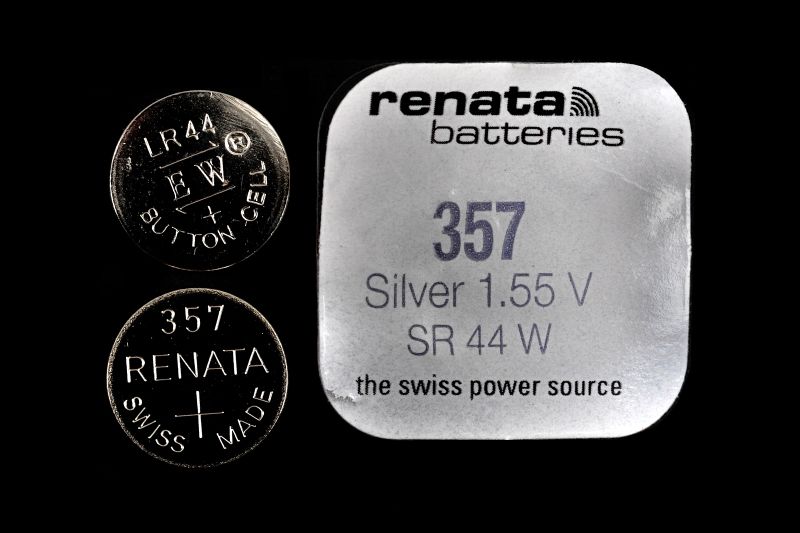 LR44
®
EW
+
BUTTON CELL
357
RENATA
+
SWISS MADE
renata
batteries
357
Silver 1.55 V
SR 44 W
the swiss power source